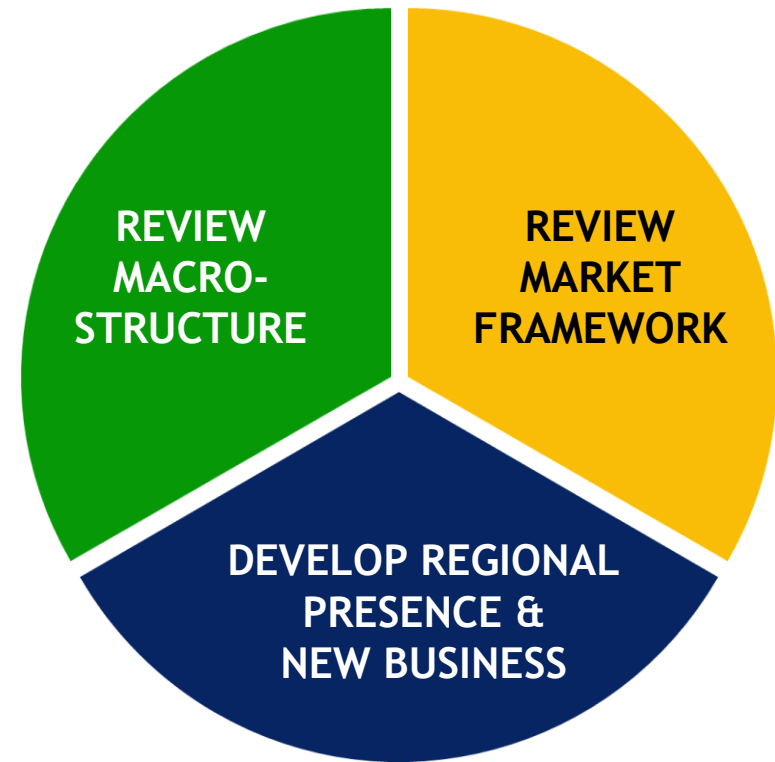 REVIEW
MACRO-
STRUCTURE
REVIEW
MARKET
FRAMEWORK
DEVELOP REGIONAL
PRESENCE &
NEW BUSINESS